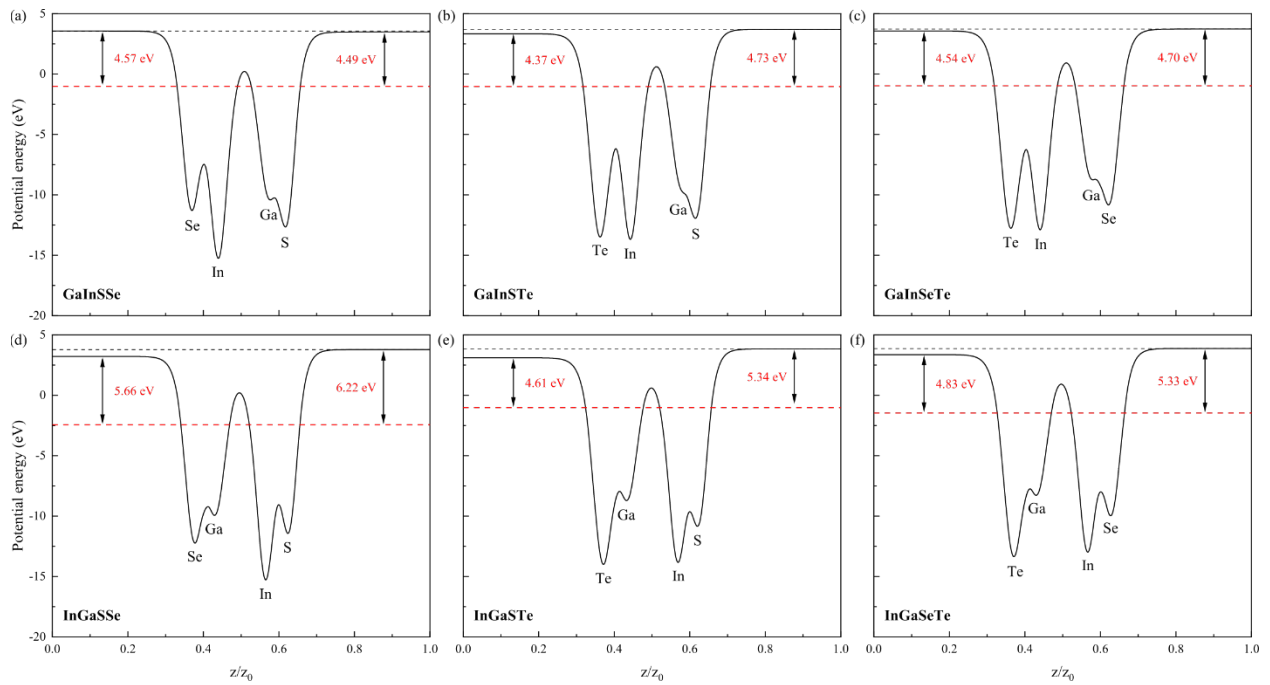 (a)
(b)
(c)
Potential energy (eV)
5
0
-5
-10
-15
-20
4.57 eV
4.49 eV
Se
In
Ga
S
GaInSSe
4.37 eV
4.73 eV
Te
In
Ga
S
GaInSTe
4.54 eV
4.70 eV
Te
In
Ga
Se
GaInSeTe
(d)
(e)
(f)
Potential energy (eV)
5
0
-5
-10
-15
-20
5.66 eV
6.22 eV
Se
Ga
In
S
InGaSSe
0.0 0.2 0.4 0.6 0.8 1.0
z/z0
4.61 eV
5.34 eV
Te
Ga
In
S
InGaSTe
0.2 0.4 0.6 0.8 1.0
z/z0
4.83 eV
5.33 eV
Te
Ga
In
Se
InGaSeTe
0.2 0.4 0.6 0.8 1.0
z/z0